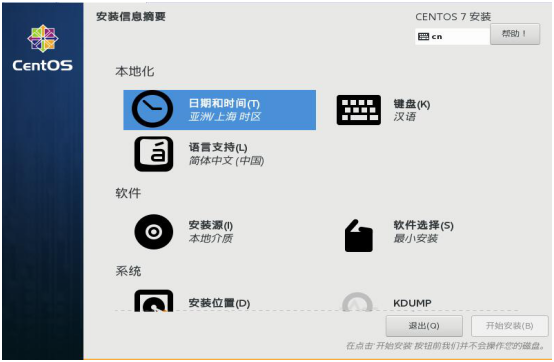 安装信息摘要
CENTOS 7 安装
cn
帮助！
CentOS
本地化
日期和时间(T)
亚洲/上海 时区
键盘(K)
汉语
á
语言支持(L)
简体中文 (中国)
软件
安装源(I)
本地介质
软件选择(S)
最小安装
系统
安装位置(D)
KDUMP
退出(Q)
开始安装(B)
在点击'开始安装'按钮前我们并不会操作您的磁盘。